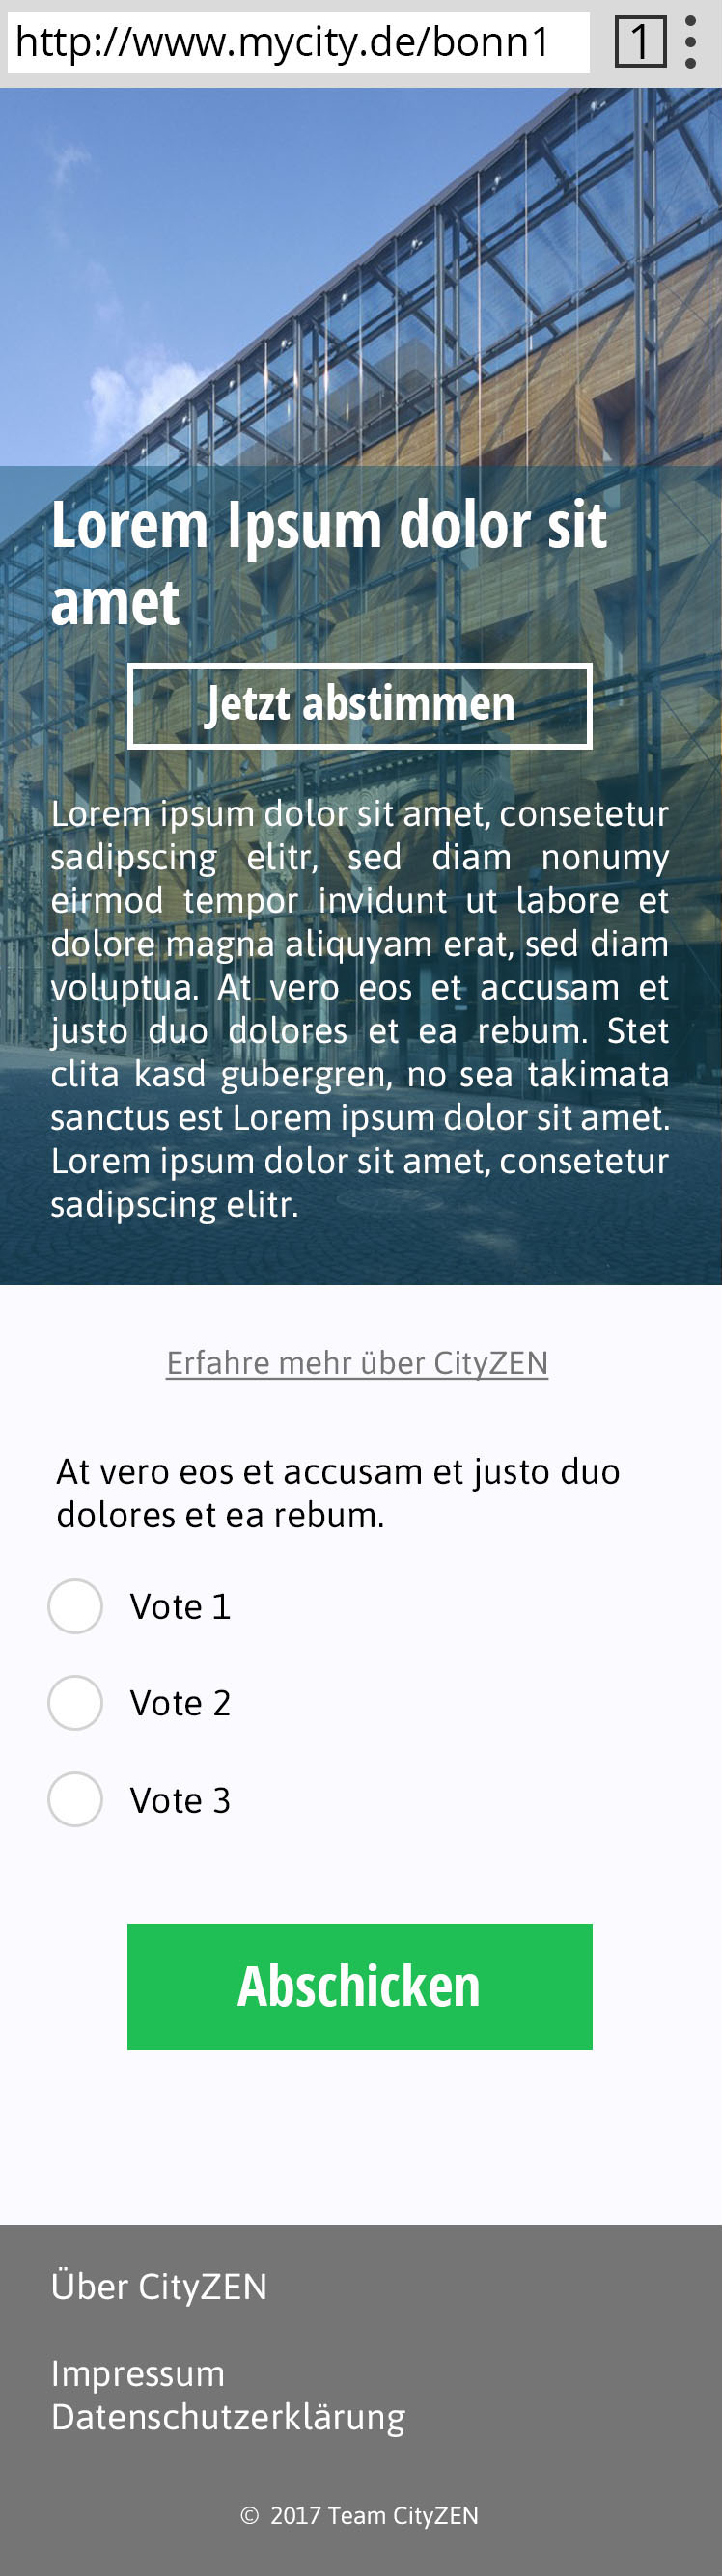 http://www.mycity.de/bonn1 1
Lorem Ipsum dolor sit
amet
Jetzt abstimmen
Lorem ipsum dolor sit amet, consetetur
sadipscing elitr, sed diam nonumy
eirmod tempor invidunt ut labore et
dolore magna aliquyam erat, sed diam
voluptua. At vero eos et accusam et
justo duo dolores et ea rebum. Stet
clita kasd gubergren, no sea takimata
sanctus est Lorem ipsum dolor sit amet.
Lorem ipsum dolor sit amet, consetetur
sadipscing elitr.
Erfahre mehr über CityZEN
At vero eos et accusam et justo duo
dolores et ea rebum.
Vote 1
Vote 2
Vote 3
Abschicken
Über CityZEN
Impressum
Datenschutzerklärung
© 2017 Team CityZEN